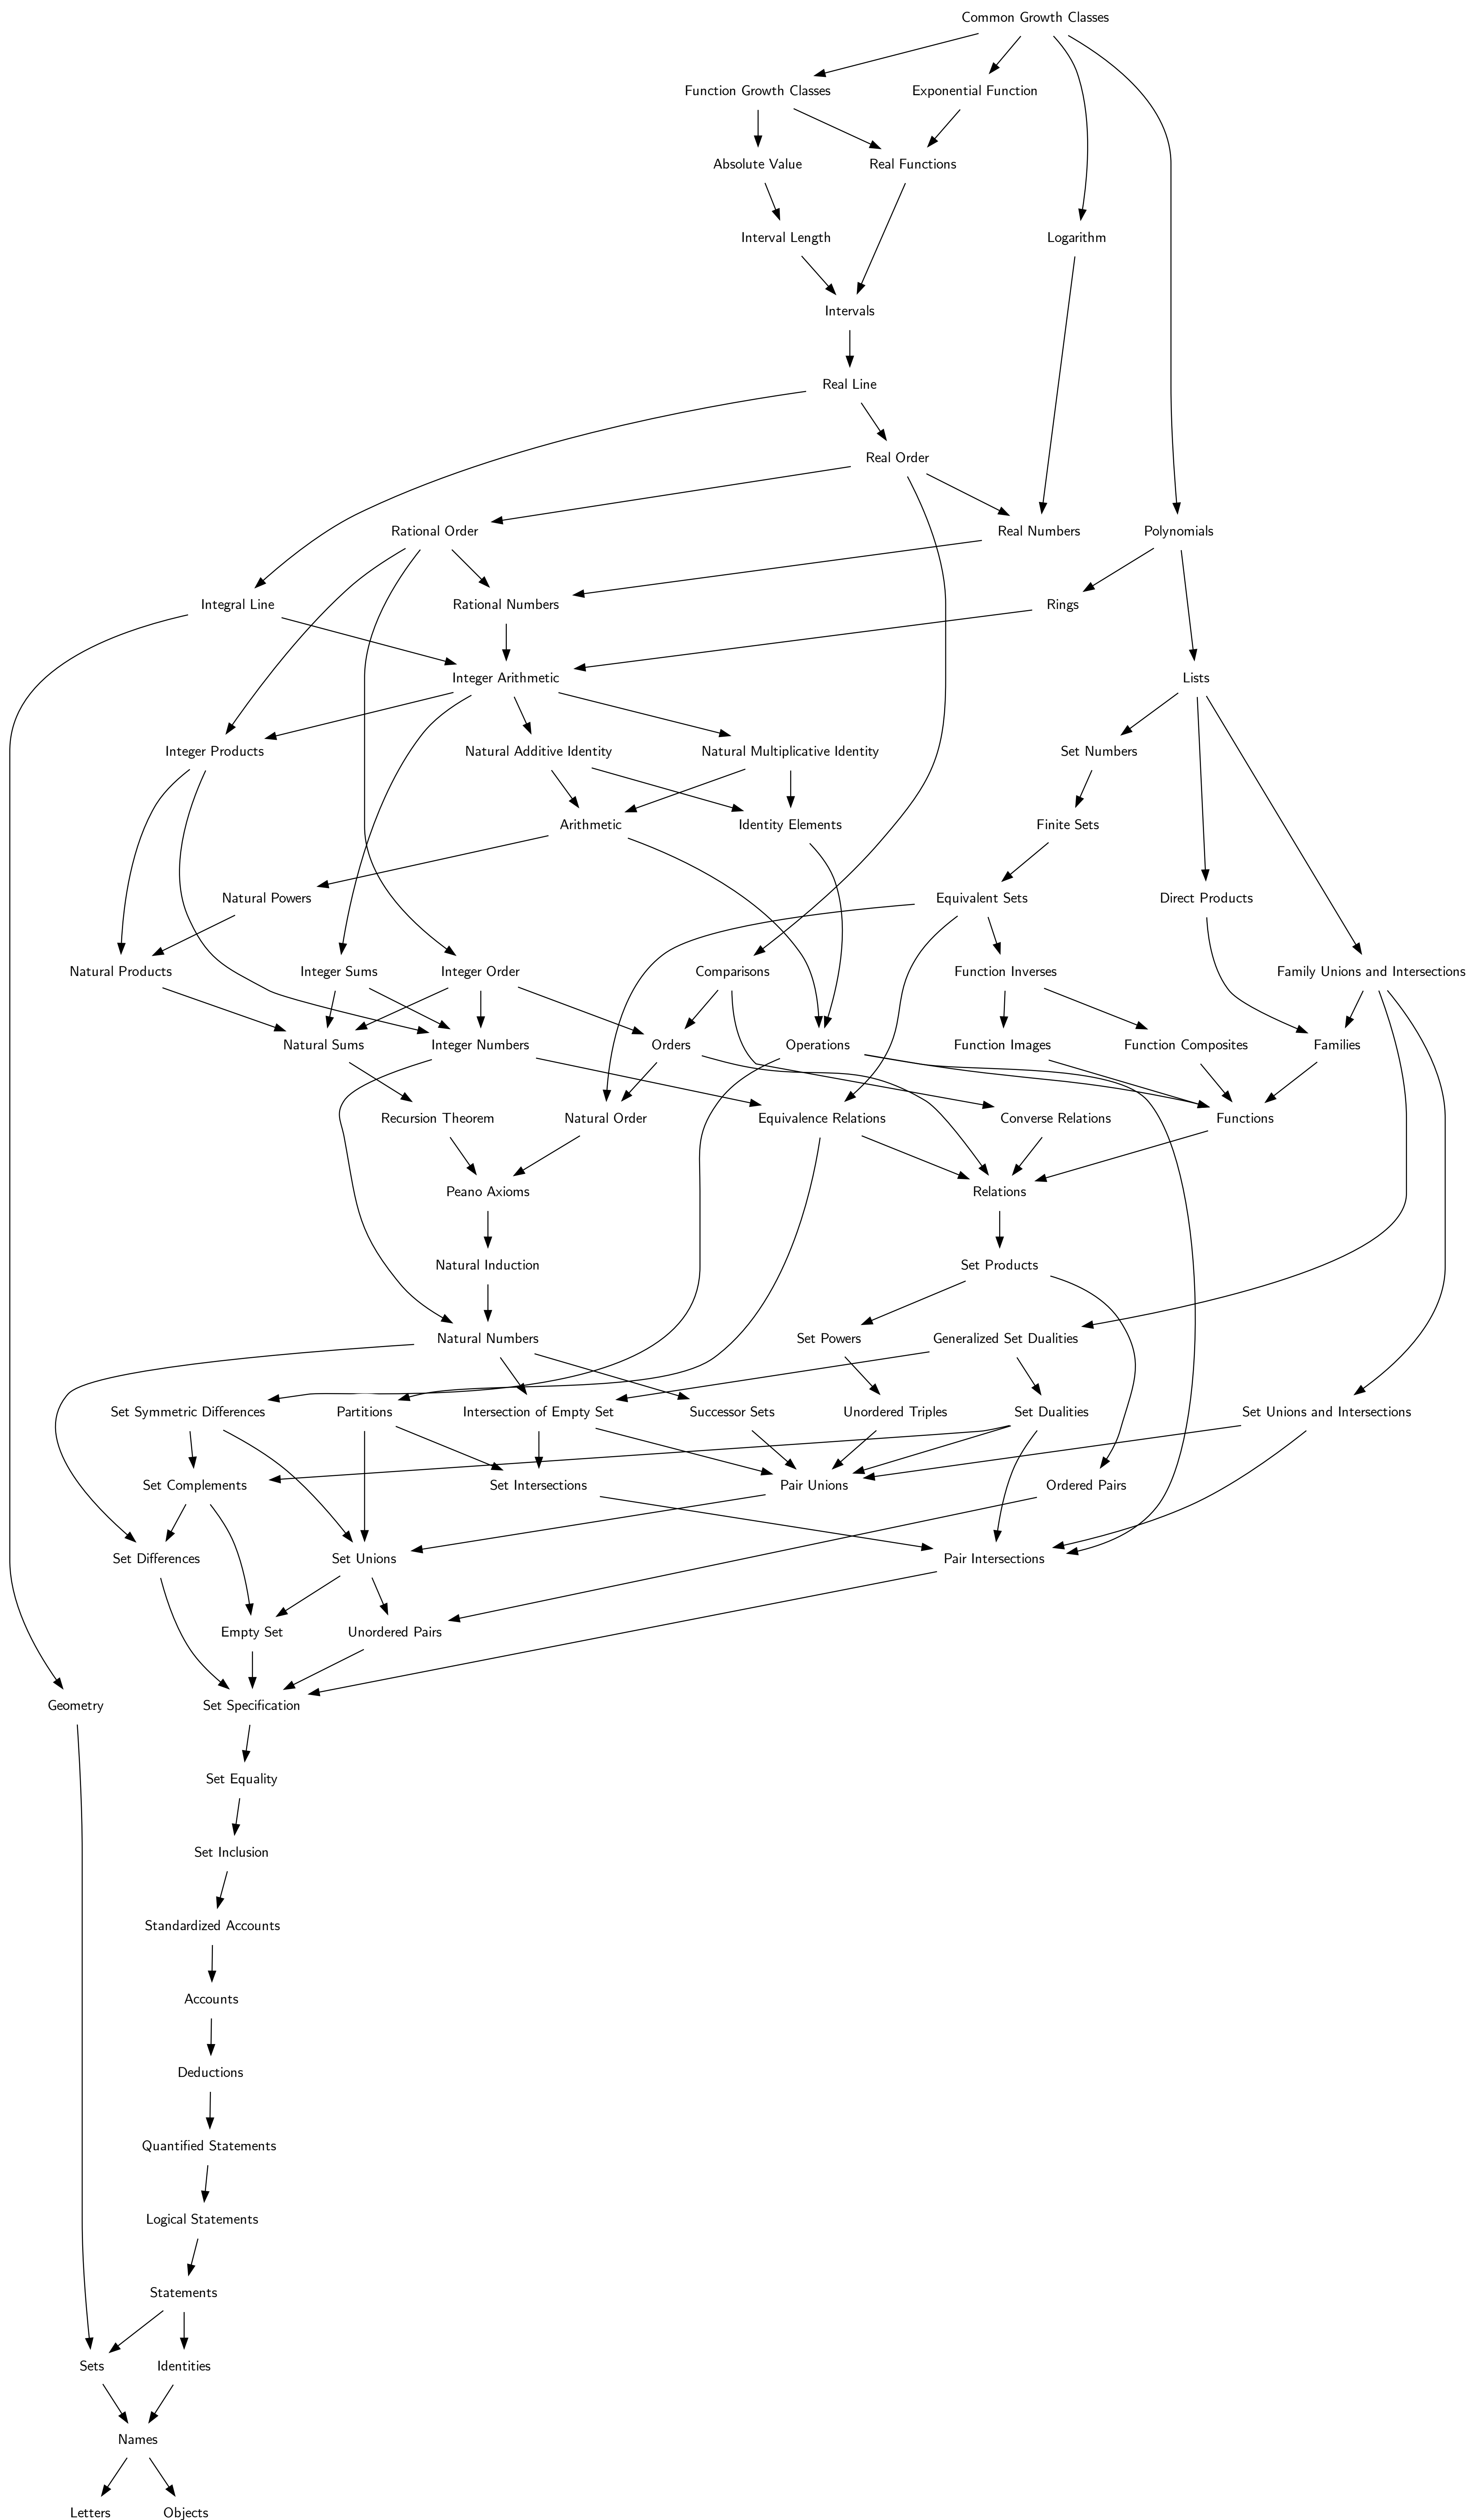 Common Growth Classes
Function Growth Classes
Exponential Function
Absolute Value
Real Functions
Interval Length
Logarithm
Intervals
Real Line
Real Order
Rational Order
Real Numbers
Polynomials
Integral Line
Rational Numbers
Rings
Integer Arithmetic
Lists
Integer Products
Natural Additive Identity
Natural Multiplicative Identity
Set Numbers
Arithmetic
Identity Elements
Finite Sets
Natural Powers
Equivalent Sets
Direct Products
Natural Products
Integer Sums
Integer Order
Comparisons
Function Inverses
Family Unions and Intersections
Natural Sums
Integer Numbers
Orders
Operations
Function Images
Function Composites
Families
Recursion Theorem
Natural Order
Equivalence Relations
Converse Relations
Functions
Peano Axioms
Relations
Natural Induction
Set Products
Natural Numbers
Set Powers
Generalized Set Dualities
Set Symmetric Differences
Partitions
Intersection of Empty Set
Successor Sets
Unordered Triples
Set Dualities
Set Unions and Intersections
Set Complements
Set Intersections
Pair Unions
Ordered Pairs
Set Differences
Set Unions
Pair Intersections
Empty Set
Unordered Pairs
Geometry
Set Specification
Set Equality
Set Inclusion
Standardized Accounts
Accounts
Deductions
Quantified Statements
Logical Statements
Statements
Sets
Identities
Names
Letters
Objects